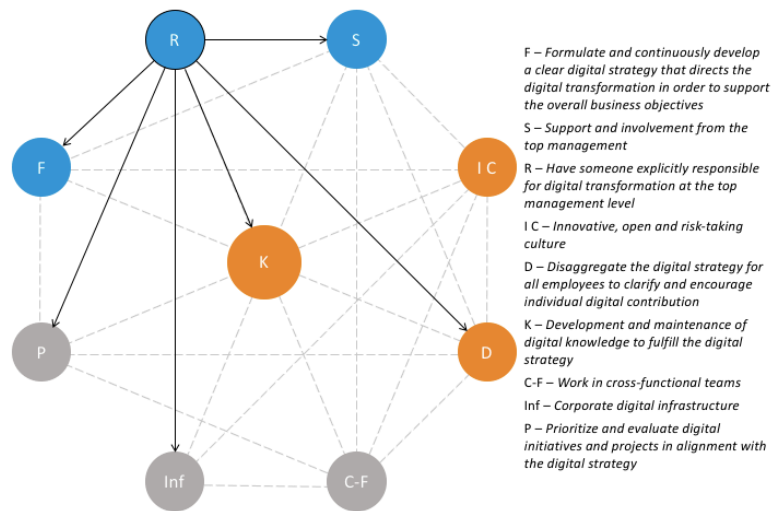 R
S
F
I C
K
P
D
Inf
C-F
F – Formulate and continuously develop
a clear digital strategy that directs the
digital transformation in order to support
the overall business objectives
S – Support and involvement from the
top management
R – Have someone explicitly responsible
for digital transformation at the top
management level
I C – Innovative, open and risk-taking
culture
D – Disaggregate the digital strategy for
all employees to clarify and encourage
individual digital contribution
K – Development and maintenance of
digital knowledge to fulfill the digital
strategy
C-F – Work in cross-functional teams
Inf – Corporate digital infrastructure
P – Prioritize and evaluate digital
initiatives and projects in alignment with
the digital strategy